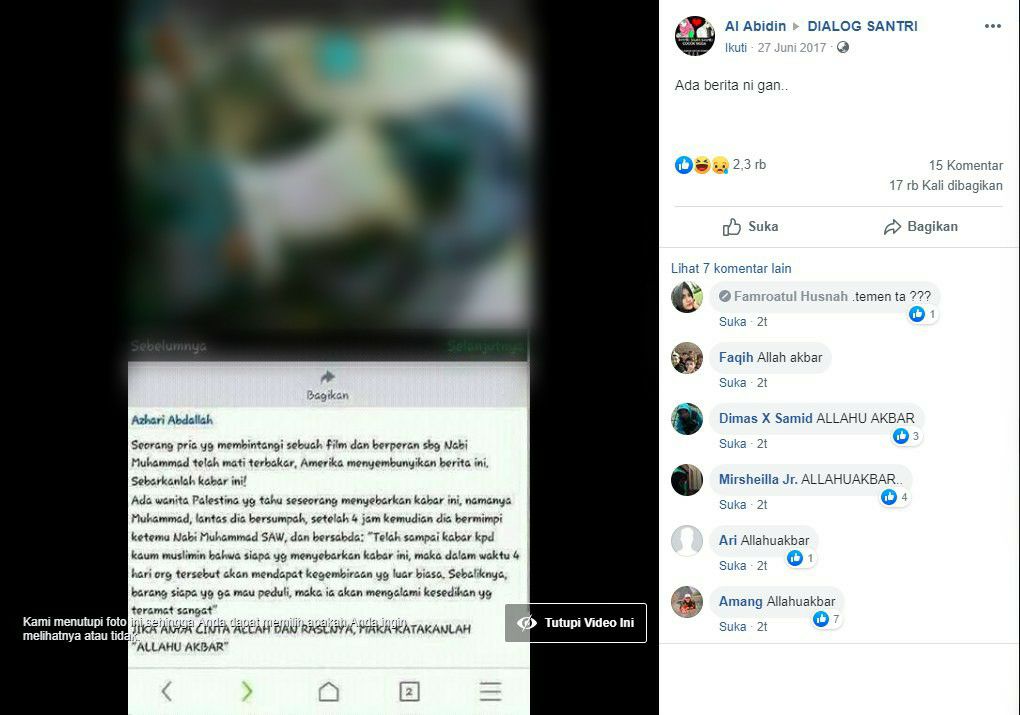 Al Abidin ▸ DIALOG SANTRI
Ikuti · 27 Juni 2017 ·
Ada berita ni gan..
2,3 rb
15 Komentar
17 rb Kali dibagikan
Suka
Bagikan
Lihat 7 komentar lain
Famroatul Husnah .temen ta ???
1
Suka · 2t
Faqih Allah akbar
Suka · 2t
Dimas X Samid ALLAHU AKBAR
3
Suka · 2t
Mirsheilla Jr. ALLAHUAKBAR..
4
Suka · 2t
Ari Allahuakbar
1
Suka · 2t
Amang Allahuakbar
7
Suka · 2t
Sebelumnya
Selanjutnya
Bagikan
Azhari Abdallah
Seorang pria yg membintangi sebuah film dan berperan sbg Nabi
Muhammad telah mati terbakar, Amerika menyembunyikan berita ini.
Sebarkanlah kabar ini!
Ada wanita Palestina yg tahu seseorang menyebarkan kabar ini, namanya
Muhammad, lantas dia bersumpah, setelah 4 jam kemudian dia bermimpi
ketemu Nabi Muhammad SAW, dan bersabda: "Telah sampai kabar kpd
kaum muslimin bahwa siapa yg menyebarkan kabar ini, maka dalam waktu 4
hari org tersebut akan mendapat kegembiraan yg luar biasa. Sebaliknya,
barang siapa yg ga mau peduli, maka ia akan mengalami kesedihan yg
teramat sangat"
JIKA ANDA CINTA ALLAH DAN RASLNYA, MAKA KATAKANLAH
"ALLAHU AKBAR"
Kami menutupi foto ini sehingga Anda dapat memilih apakah Anda ingin
melihatnya atau tidak.
Tutupi Video Ini
2